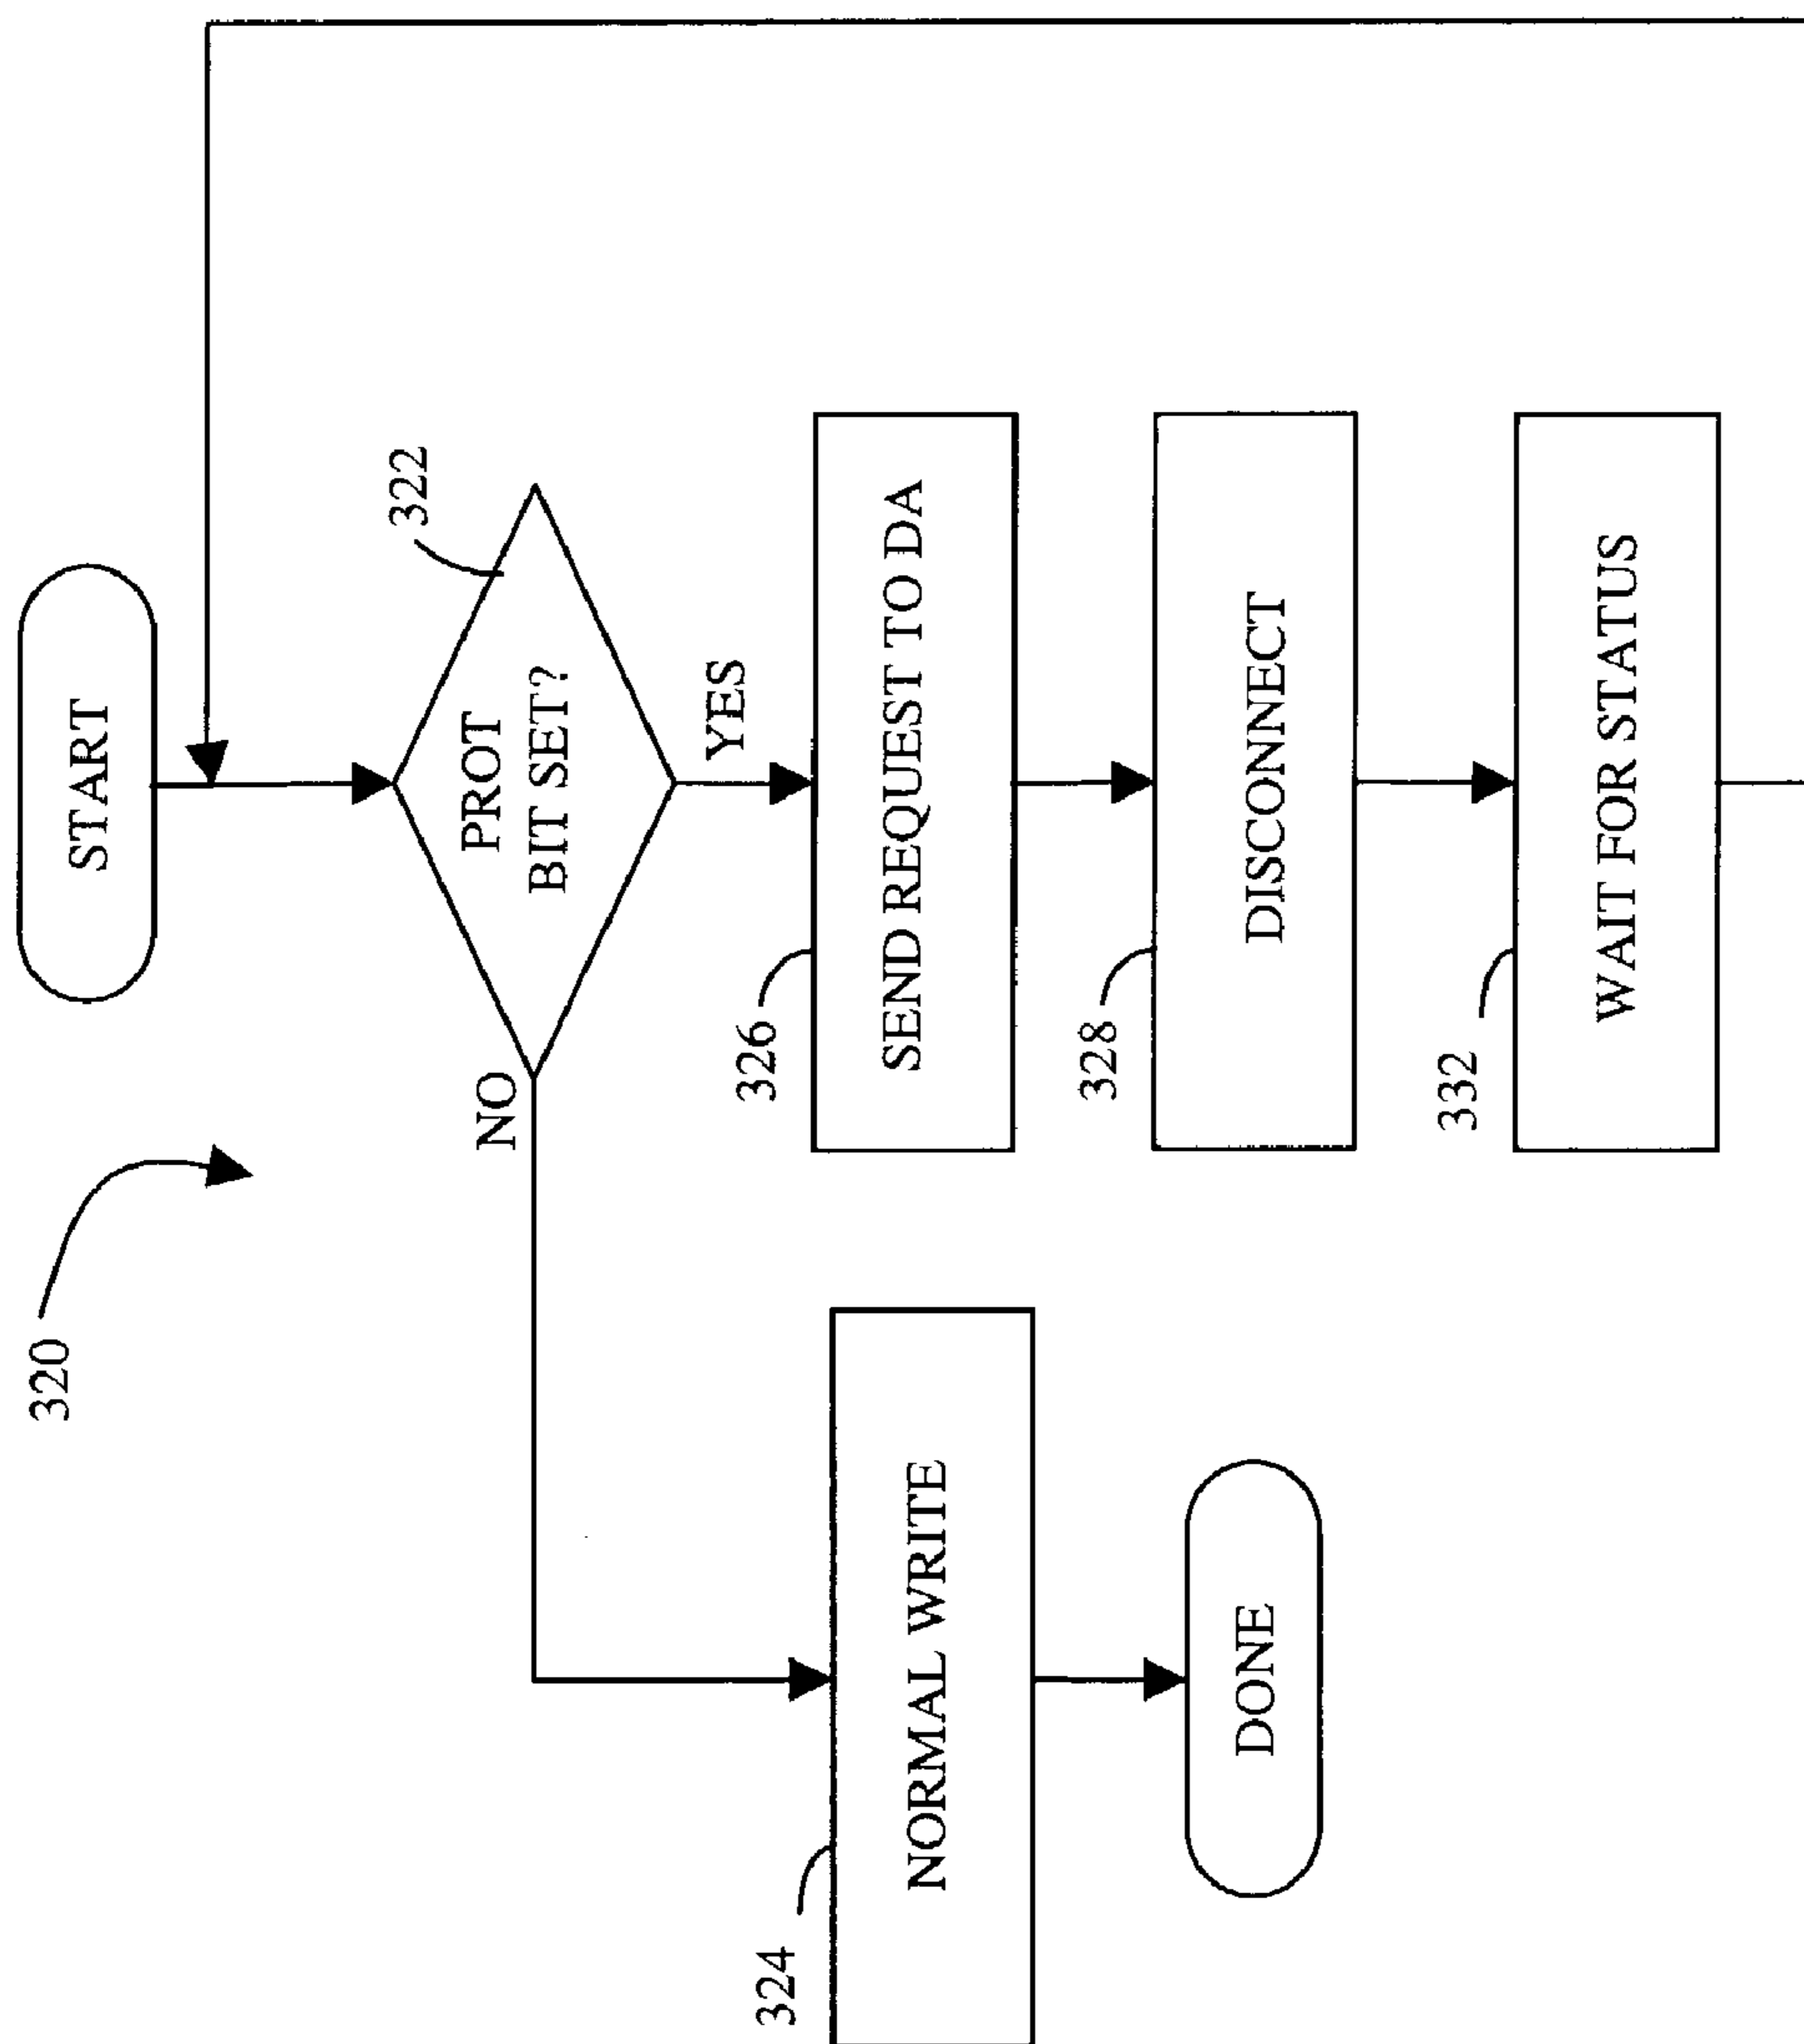 320
START
322
PROT
BIT SET?
NO
YES
324
NORMAL WRITE
326
SEND REQUEST TO DA
DONE
328
DISCONNECT
332
WAIT FOR STATUS